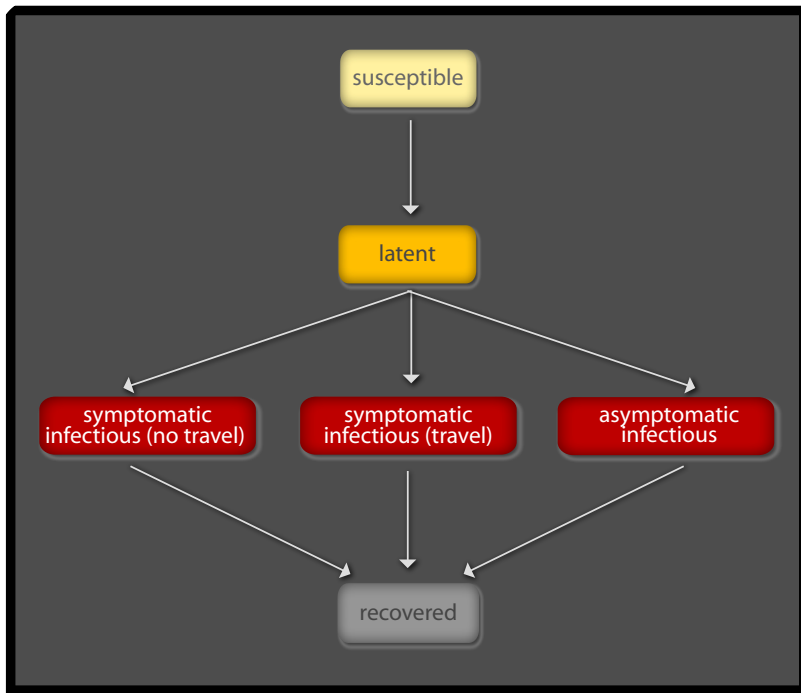 susceptible
latent
symptomatic
infectious (no travel)
symptomatic
infectious (travel)
asymptomatic
infectious
recovered